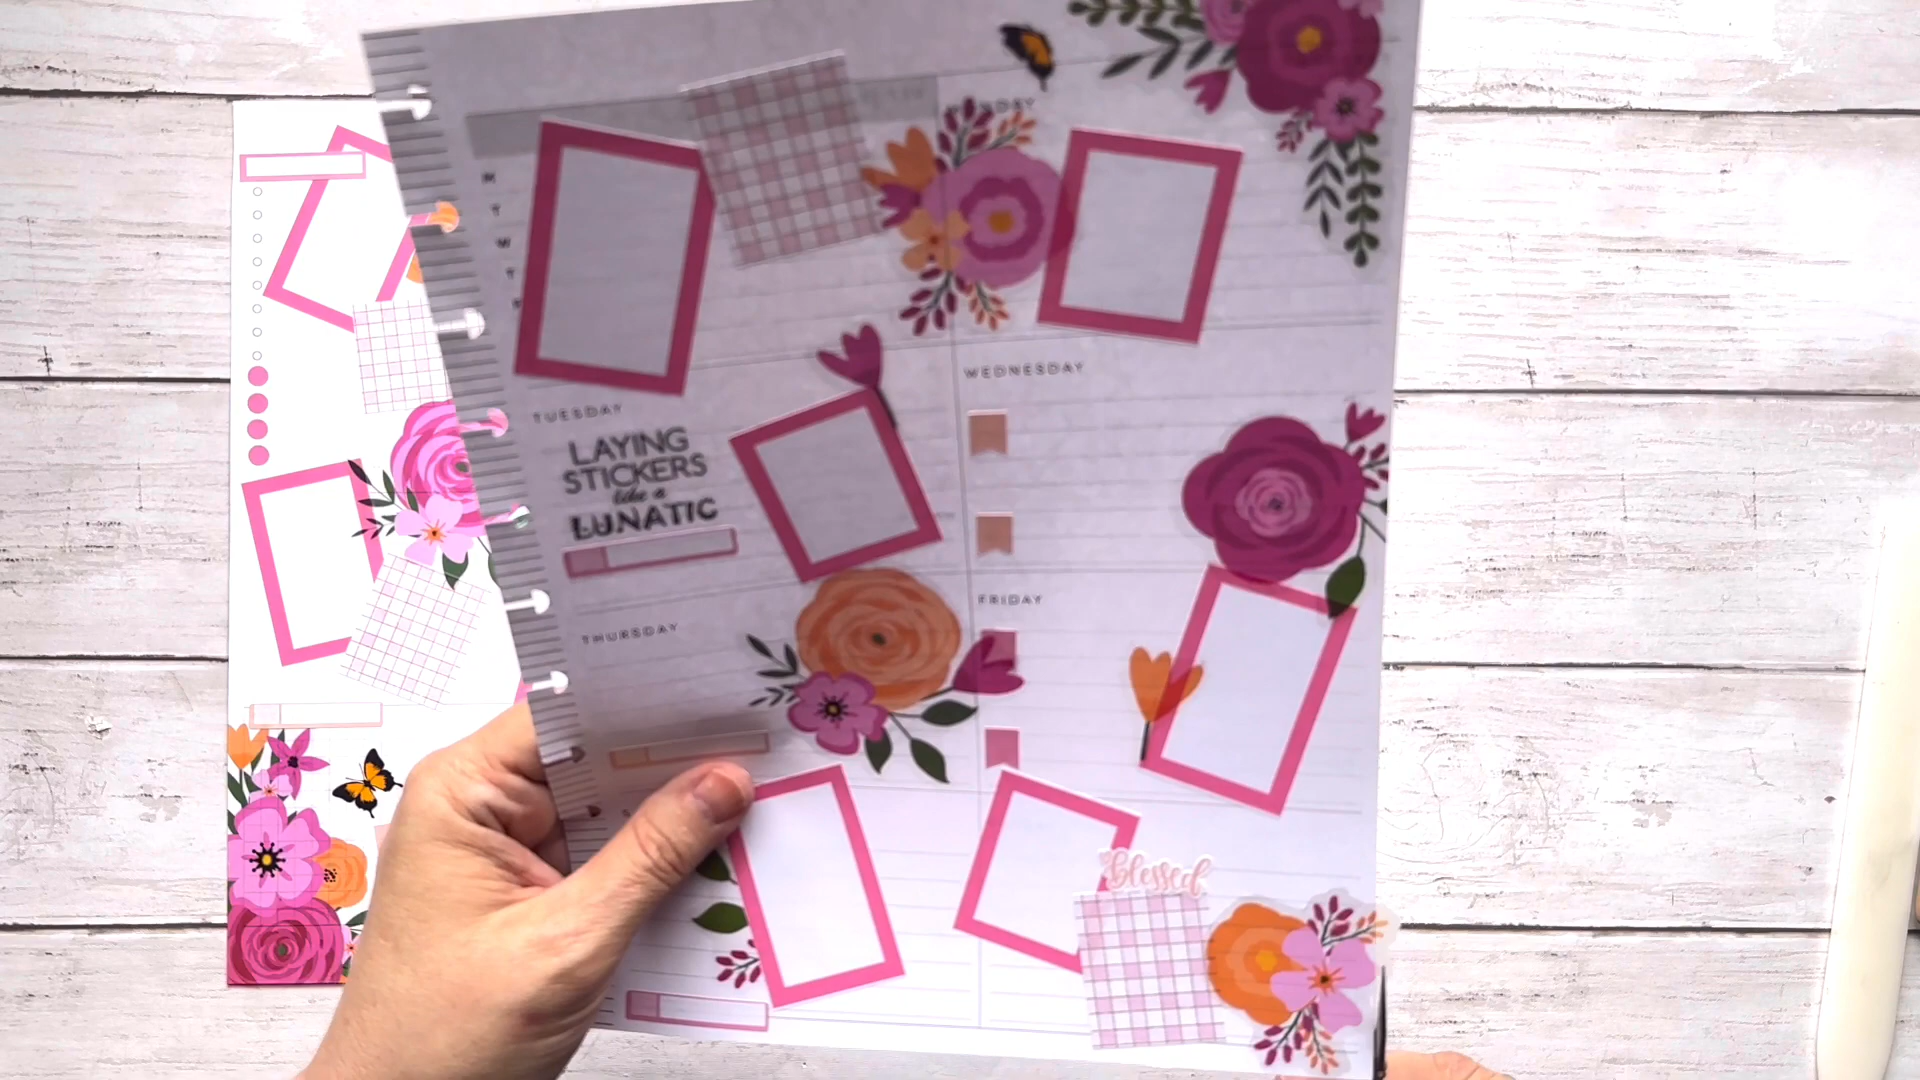 M
T
W
T
TUESDAY
LAYING
STICKERS
like a
LUNATIC
THURSDAY
WEDNESDAY
FRIDAY
blessed